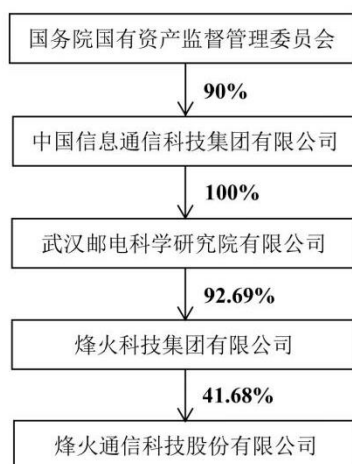 国务院国有资产监督管理委员会
90%
中国信息通信科技集团有限公司
100%
武汉邮电科学研究院有限公司
92.69%
烽火科技集团有限公司
41.68%
烽火通信科技股份有限公司